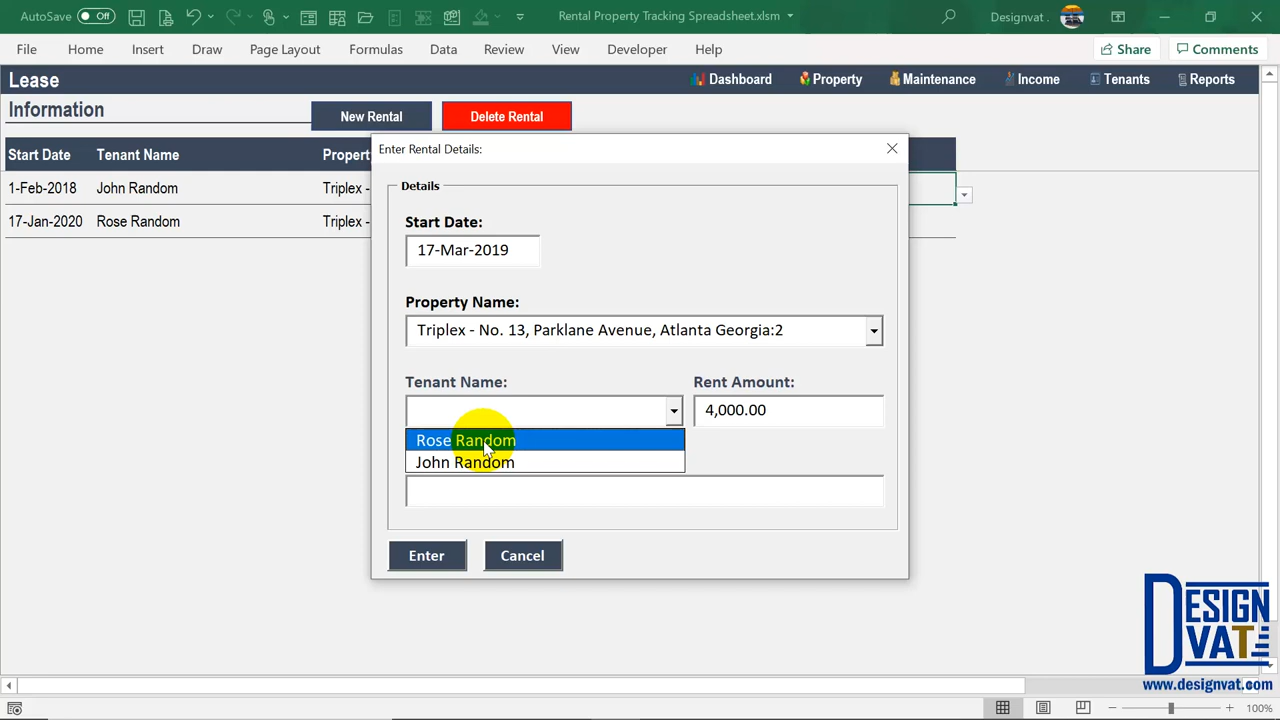 AutoSave Off
Rental Property Tracking Spreadsheet.xlsm
Designvat .
File Home Insert Draw Page Layout Formulas Data Review View Developer Help
Share Comments
Lease
Dashboard Property Maintenance Income Tenants Reports
Information
New Rental Delete Rental
Enter Rental Details:
Start Date Tenant Name Propert
1-Feb-2018 John Random Triplex -
17-Jan-2020 Rose Random Triplex -
Details
Start Date:
17-Mar-2019
Property Name:
Triplex - No. 13, Parklane Avenue, Atlanta Georgia:2
Tenant Name: Rent Amount:
4,000.00
Rose Random
John Random
Enter Cancel
DESIGN
VAT
www.designvat.com
100%